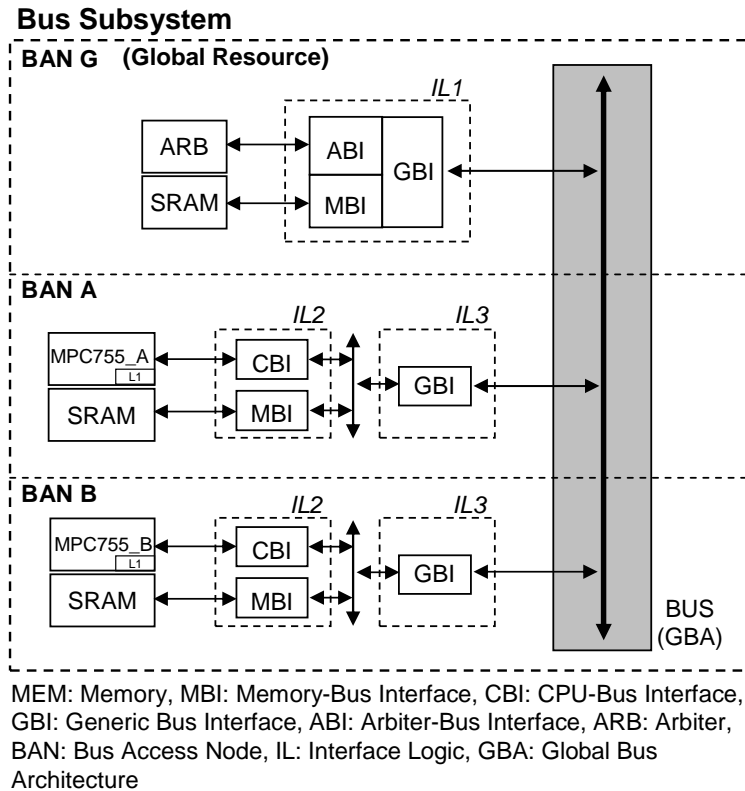 Bus Subsystem
BAN G (Global Resource)
IL1
ARB
ABI
GBI
SRAM
MBI
BAN A
IL2
IL3
MPC755_A
L1
CBI
GBI
SRAM
MBI
BAN B
IL2
IL3
MPC755_B
L1
CBI
GBI
SRAM
MBI
BUS
(GBA)
MEM: Memory, MBI: Memory-Bus Interface, CBI: CPU-Bus Interface,
GBI: Generic Bus Interface, ABI: Arbiter-Bus Interface, ARB: Arbiter,
BAN: Bus Access Node, IL: Interface Logic, GBA: Global Bus
Architecture